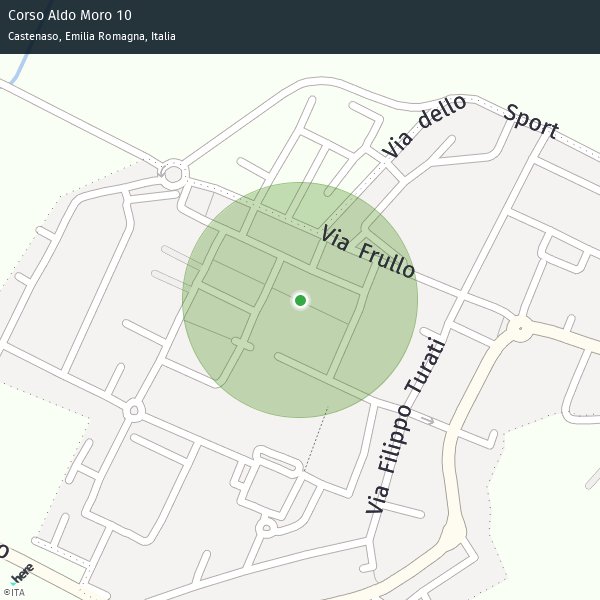 Corso Aldo Moro 10
Castenaso, Emilia Romagna, Italia
Via dello Sport
Via Frullo
Via Filippo Turati
o
here
©ITA